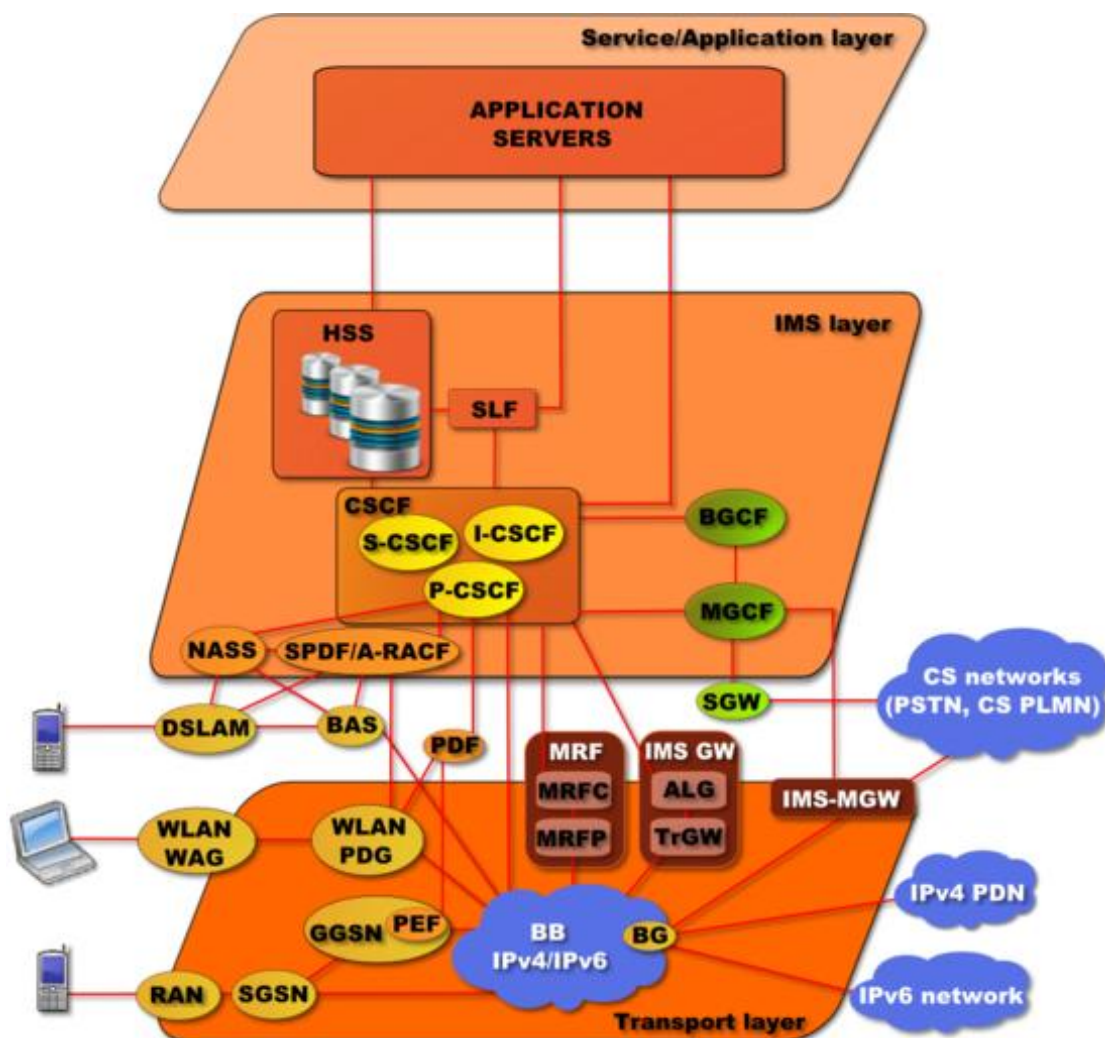 Service/Application layer
APPLICATION
SERVERS
HSS
IMS layer
SLF
CSCF
S-CSCF
I-CSCF
BGCF
P-CSCF
MGCF
NASS
SPDF/A-RACF
CS networks
(PSTN, CS PLMN)
SGW
DSLAM
BAS
PDF
MRF
IMS GW
MRFC
ALG
IMS-MGW
WLAN
WAG
WLAN
PDG
MRFP
TrGW
IPv4 PDN
GGSN
PEF
BB
IPv4/IPv6
BG
RAN
SGSN
IPv6 network
Transport layer